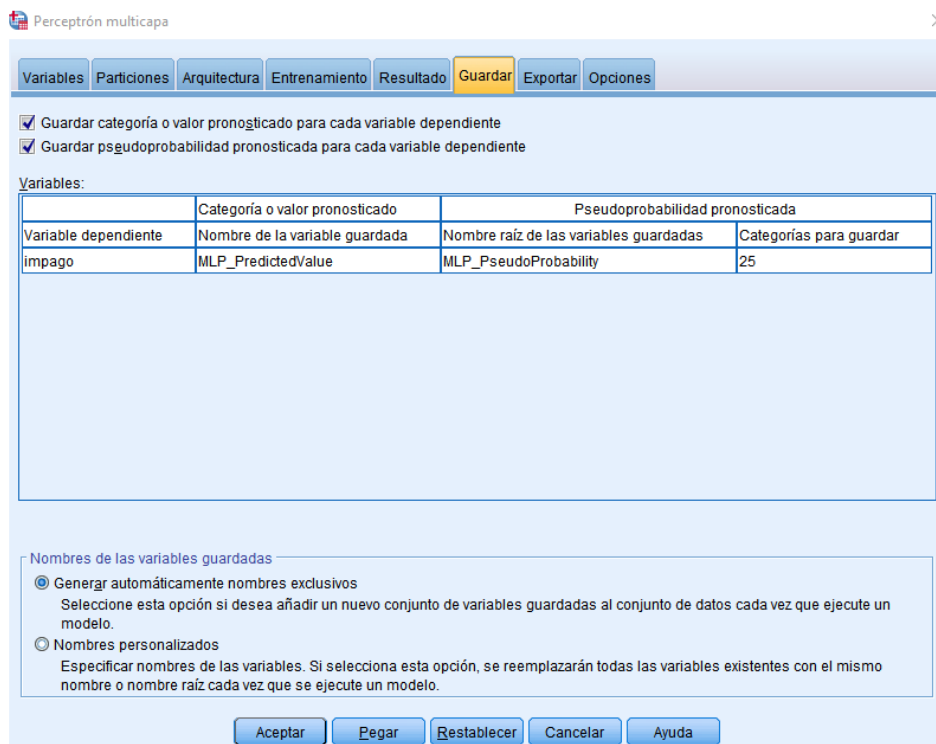 Perceptrón multicapa
Variables Particiones Arquitectura Entrenamiento Resultado Guardar Exportar Opciones
Guardar categoría o valor pronosticado para cada variable dependiente
Guardar pseudoprobabilidad pronosticada para cada variable dependiente
Variables:
Categoría o valor pronosticado Pseudoprobabilidad pronosticada
Variable dependiente Nombre de la variable guardada Nombre raíz de las variables guardadas Categorías para guardar
impago MLP_PredictedValue MLP_PseudoProbability 25
Nombres de las variables guardadas
Generar automáticamente nombres exclusivos
Seleccione esta opción si desea añadir un nuevo conjunto de variables guardadas al conjunto de datos cada vez que ejecute un
modelo.
Nombres personalizados
Especificar nombres de las variables. Si selecciona esta opción, se reemplazarán todas las variables existentes con el mismo
nombre o nombre raíz cada vez que se ejecute un modelo.
Aceptar Pegar Restablecer Cancelar Ayuda